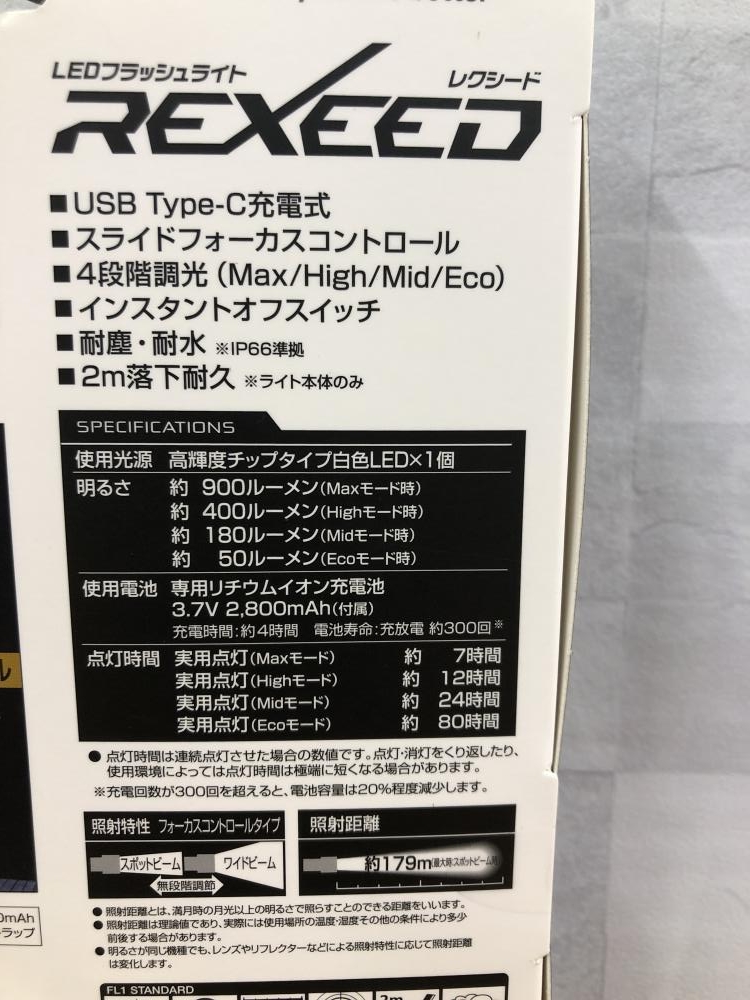 LEDフラッシュライト
レクシード
REXEED
■USB Type-C充電式
■スライドフォーカスコントロール
■4段階調光(Max/High/Mid/Eco)
■インスタントオフスイッチ
■耐塵・耐水 ※IP66準拠
■2m落下耐久 ※ライト本体のみ
SPECIFICATIONS
使用光源 高輝度チップタイプ白色LED×1個
明るさ 約 900ルーメン(Maxモード時)
約 400ルーメン(Highモード時)
約 180ルーメン(Midモード時)
約 50ルーメン(Ecoモード時)
使用電池 専用リチウムイオン充電池
3.7V 2,800mAh(付属)
充電時間:約4時間 電池寿命:充放電 約300回※
点灯時間 実用点灯(Maxモード) 約 7時間
実用点灯(Highモード) 約 12時間
実用点灯(Midモード) 約 24時間
実用点灯(Ecoモード) 約 80時間
● 点灯時間は連続点灯させた場合の数値です。点灯・消灯をくり返したり、
使用環境によっては点灯時間は極端に短くなる場合があります。
※充電回数が300回を超えると、電池容量は20%程度減少します。
照射特性 フォーカスコントロールタイプ
スポットビーム ワイドビーム
無段階調節
照射距離
約179m(最大時:スポットビーム時)
● 照射距離とは、満月時の月光以上の明るさで照らすことのできる距離をいいます。
● 照射距離は理論値であり、実際には使用場所の温度・湿度その他の条件により多少
前後する場合があります。
● 明るさが同じ機種でも、レンズやリフレクターなどによる照射特性に応じて照射距離
は変化します。
FL1 STANDARD
2m
0mAh
ラップ
ル